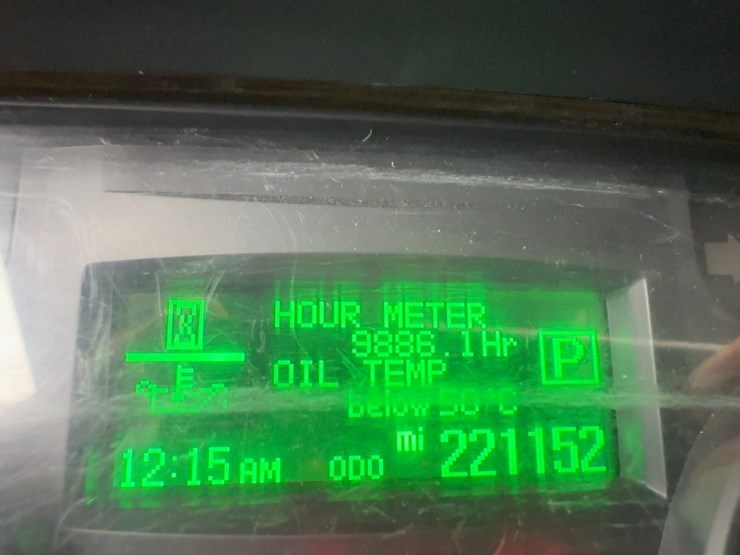 HOUR METER
9886.1Hr
P
OIL TEMP
below 50°C
12:15 AM ODO mi 221152